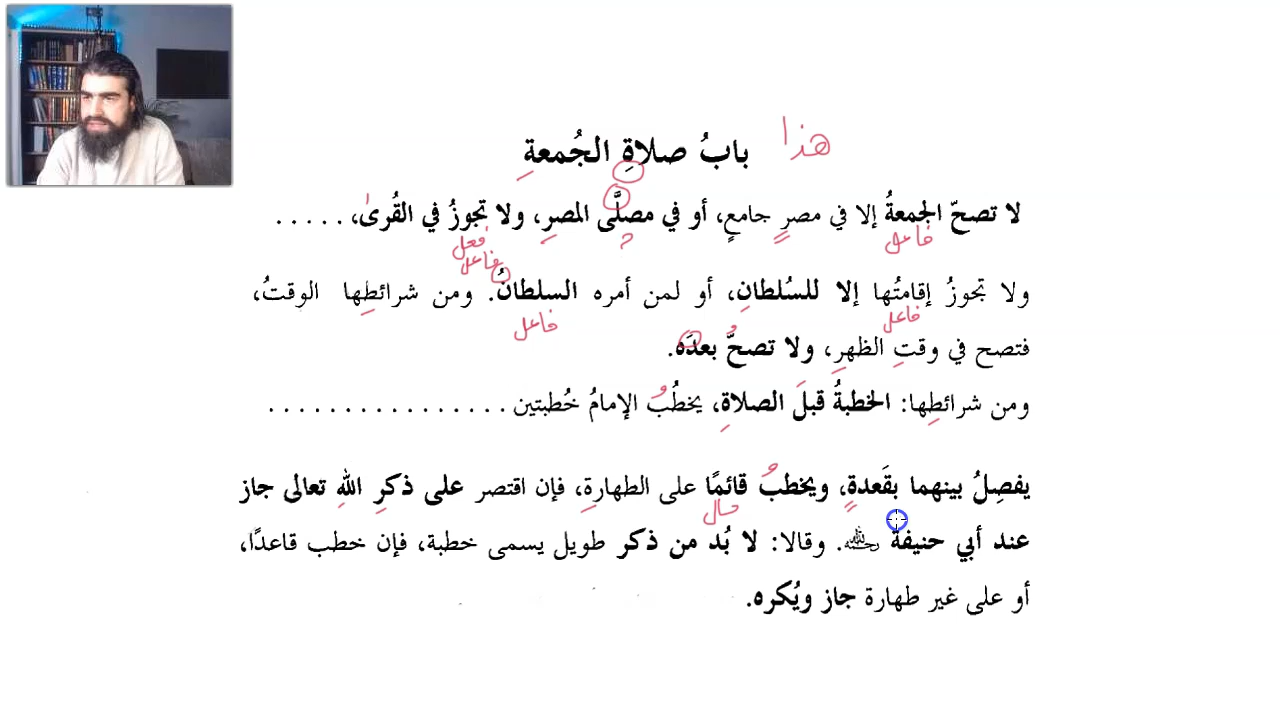 هذا
بابُ صلاةِ الجُمعةِ
لا تصحّ الجمعةُ إلا في مصرٍ جامعٍ، أو في مصلَّى المصرِ، ولا تجوزُ في القُرىٰ، . . . . .
فاعل
فعل
فاعل
ولا تجوزُ إقامتُها إلا للسُلطانِ، أو لمن أمره السلطانُ. ومن شرائطِها الوقتُ،
فاعل
فاعل
فتصح في وقتِ الظهرِ، ولا تصحُّ بعدَه.
ومن شرائطِها: الخطبةُ قبلَ الصلاةِ، يخطُبُ الإمامُ خُطبتين . . . . . . . . . . . . . . . .
يفصِلُ بينهما بقَعدةٍ، ويخطبُ قائمًا على الطهارةِ، فإن اقتصر على ذكرِ اللهِ تعالى جاز
حال
عند أبي حنيفة رحمه الله. وقالا: لا بُد من ذكر طويل يسمى خطبة، فإن خطب قاعدًا،
أو على غير طهارة جاز ويُكره.